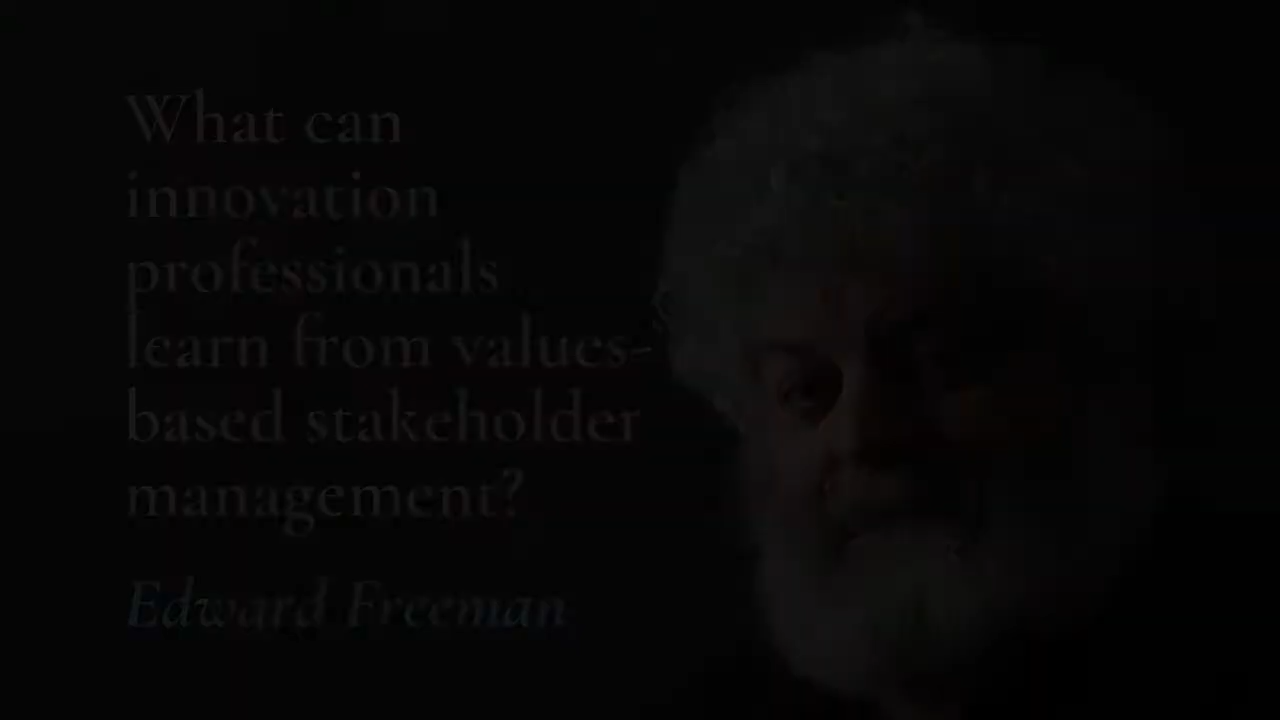 What can
innovation
professionals
learn from values-
based stakeholder
management?
Edward Freeman